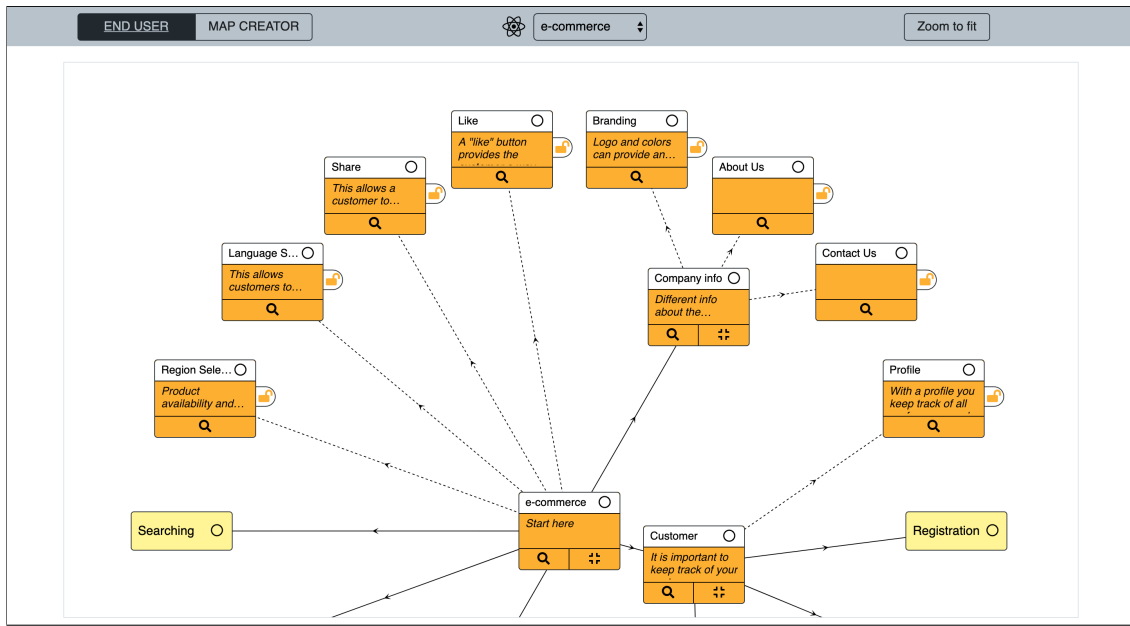 END USER
MAP CREATOR
e-commerce
Zoom to fit
Like
A "like" button
provides the
Branding
Logo and colors
can provide an…
Share
This allows a
customer to…
About Us
Language S…
This allows
customers to…
Contact Us
Company info
Different info
about the…
Region Sele…
Product
availability and…
Profile
With a profile you
keep track of all
e-commerce
Start here
Searching
Customer
It is important to
keep track of your
Registration